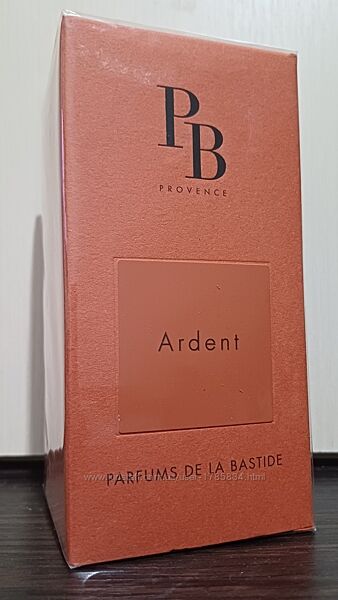 PB
PROVENCE
Ardent
PARFUMS DE LA BASTIDE